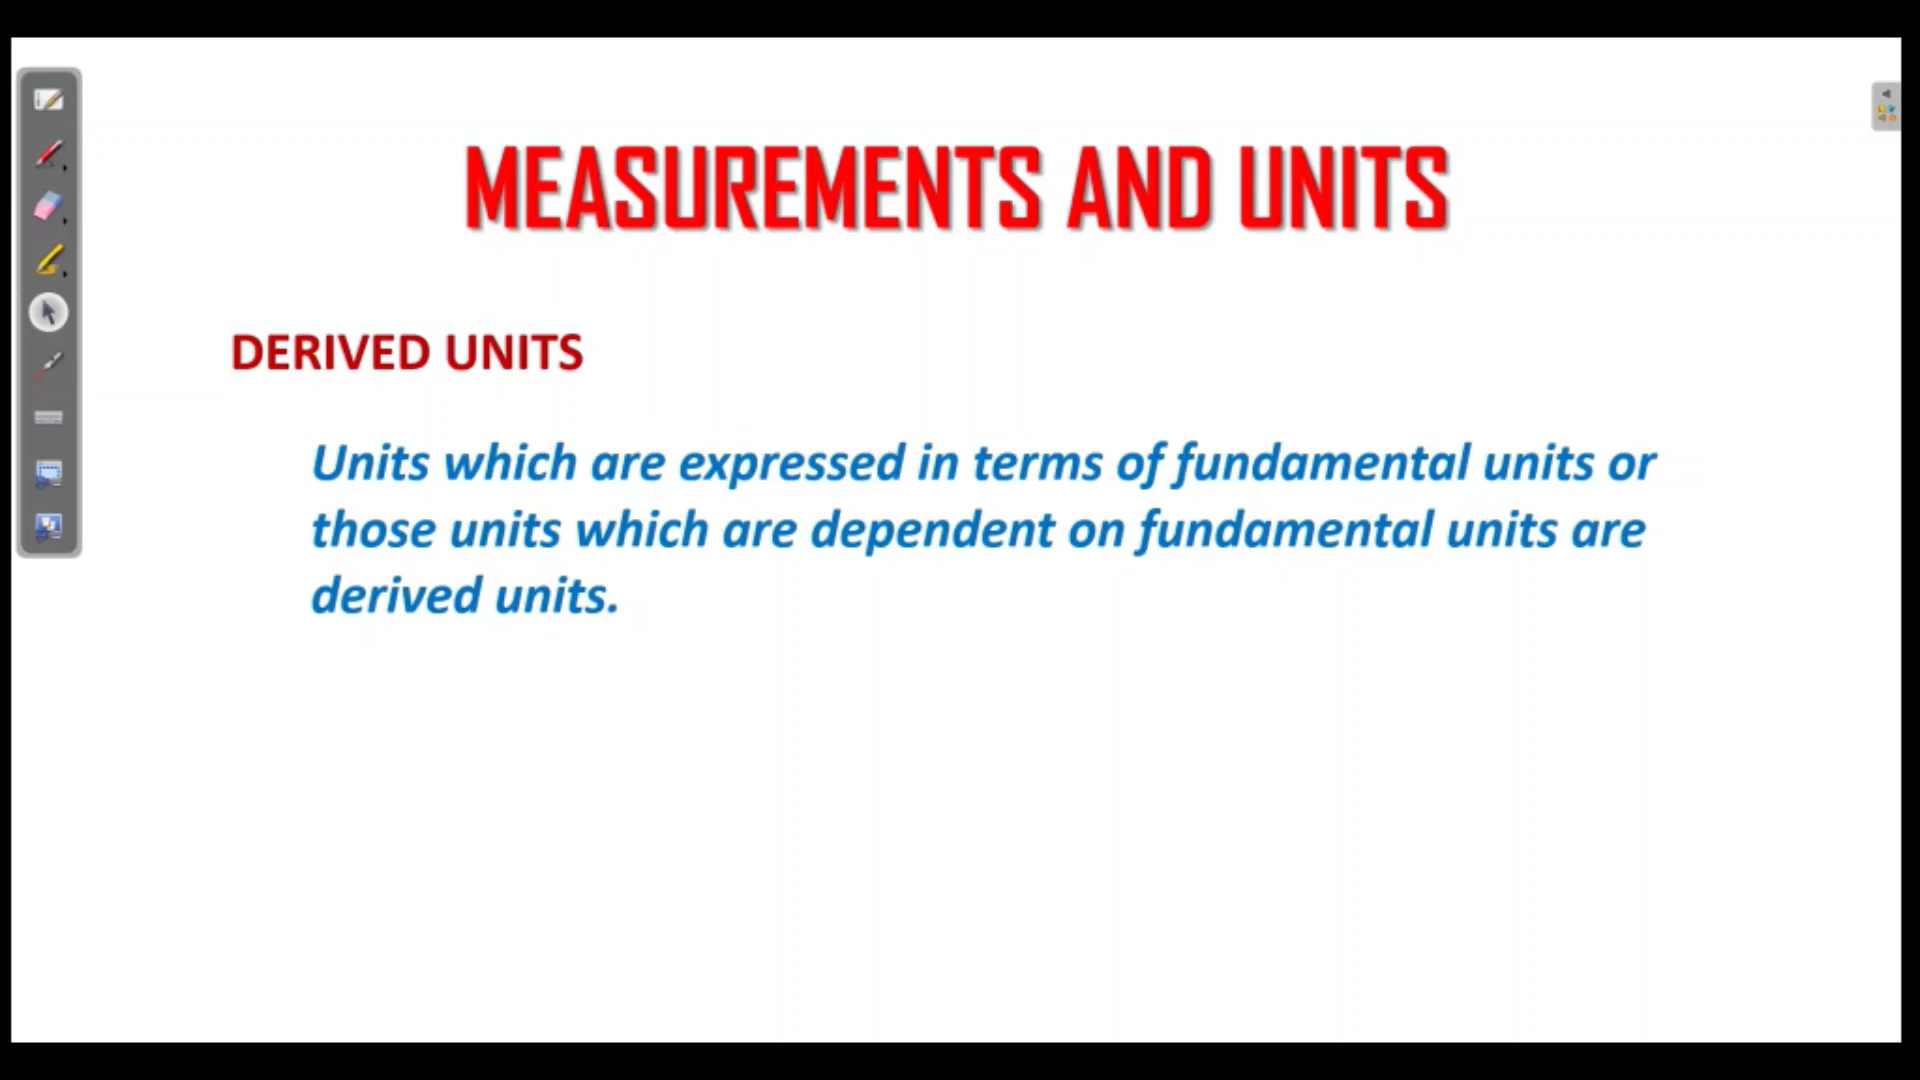 MEASUREMENTS AND UNITS
DERIVED UNITS
Units which are expressed in terms of fundamental units or
those units which are dependent on fundamental units are
derived units.